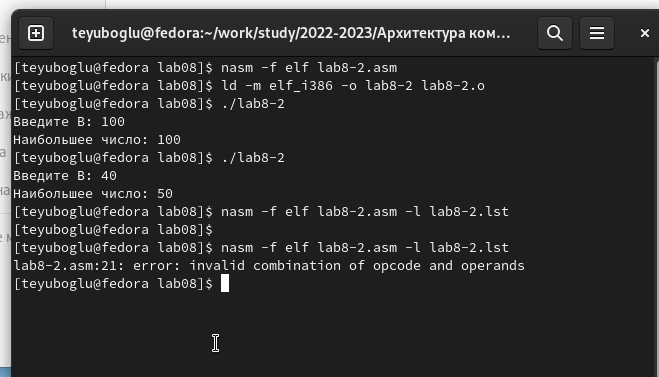 teyuboglu@fedora:~/work/study/2022-2023/Архитектура ком...
[teyuboglu@fedora lab08]$ nasm -f elf lab8-2.asm
[teyuboglu@fedora lab08]$ ld -m elf_i386 -o lab8-2 lab8-2.o
[teyuboglu@fedora lab08]$ ./lab8-2
Введите B: 100
Наибольшее число: 100
[teyuboglu@fedora lab08]$ ./lab8-2
Введите B: 40
Наибольшее число: 50
[teyuboglu@fedora lab08]$ nasm -f elf lab8-2.asm -l lab8-2.lst
[teyuboglu@fedora lab08]$
[teyuboglu@fedora lab08]$ nasm -f elf lab8-2.asm -l lab8-2.lst
lab8-2.asm:21: error: invalid combination of opcode and operands
[teyuboglu@fedora lab08]$